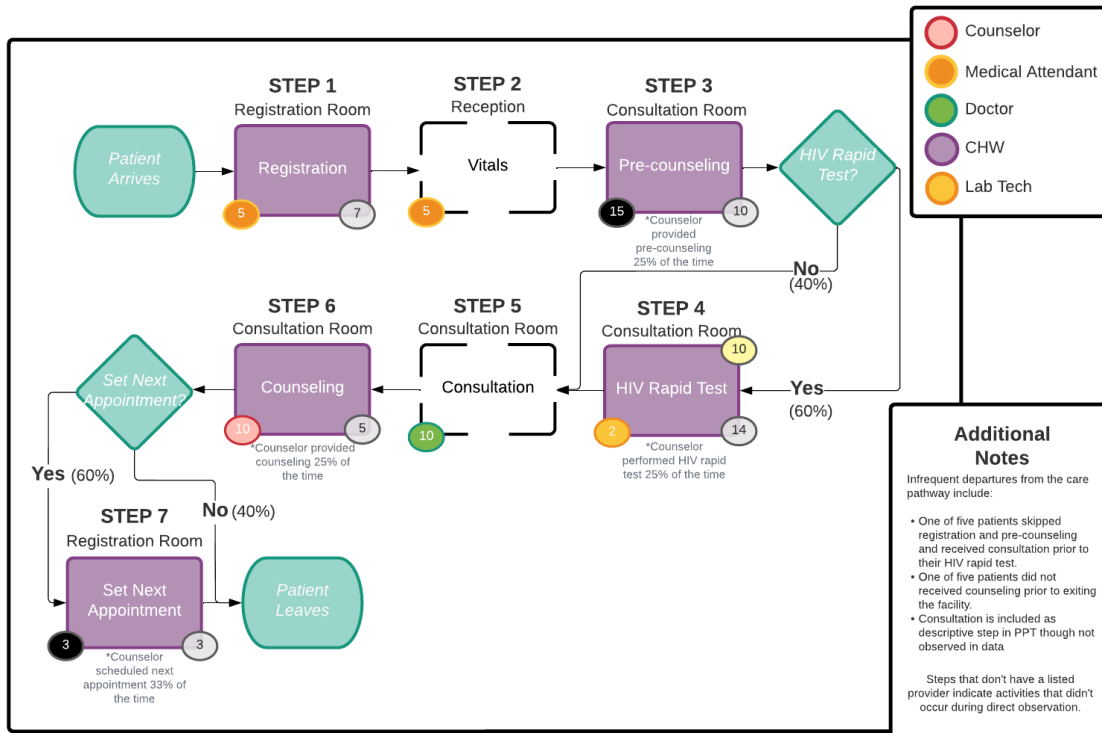 Counselor
Medical Attendant
Doctor
CHW
Lab Tech
STEP 1
Registration Room
Registration
5
7
STEP 2
Reception
Vitals
5
STEP 3
Consultation Room
Pre-counseling
15
10
*Counselor
provided
pre-counseling
25% of the time
Patient
Arrives
HIV Rapid
Test?
No
(40%)
Yes
(60%)
STEP 4
Consultation Room
10
HIV Rapid Test
2
14
*Counselor
performed HIV rapid
test 25% of the time
STEP 5
Consultation Room
Consultation
10
STEP 6
Consultation Room
Counseling
10
5
*Counselor provided
counseling 25% of
the time
Set Next
Appointment?
Yes (60%)
No (40%)
STEP 7
Registration Room
Set Next
Appointment
3
3
*Counselor
scheduled next
appointment 33% of
the time
Patient
Leaves
Additional
Notes
Infrequent departures from the care
pathway include:
• One of five patients skipped
registration and pre-counseling
and received consultation prior to
their HIV rapid test.
• One of five patients did not
received counseling prior to exiting
the facility.
• Consultation is included as
descriptive step in PPT though not
observed in data
Steps that don't have a listed
provider indicate activities that didn't
occur during direct observation.